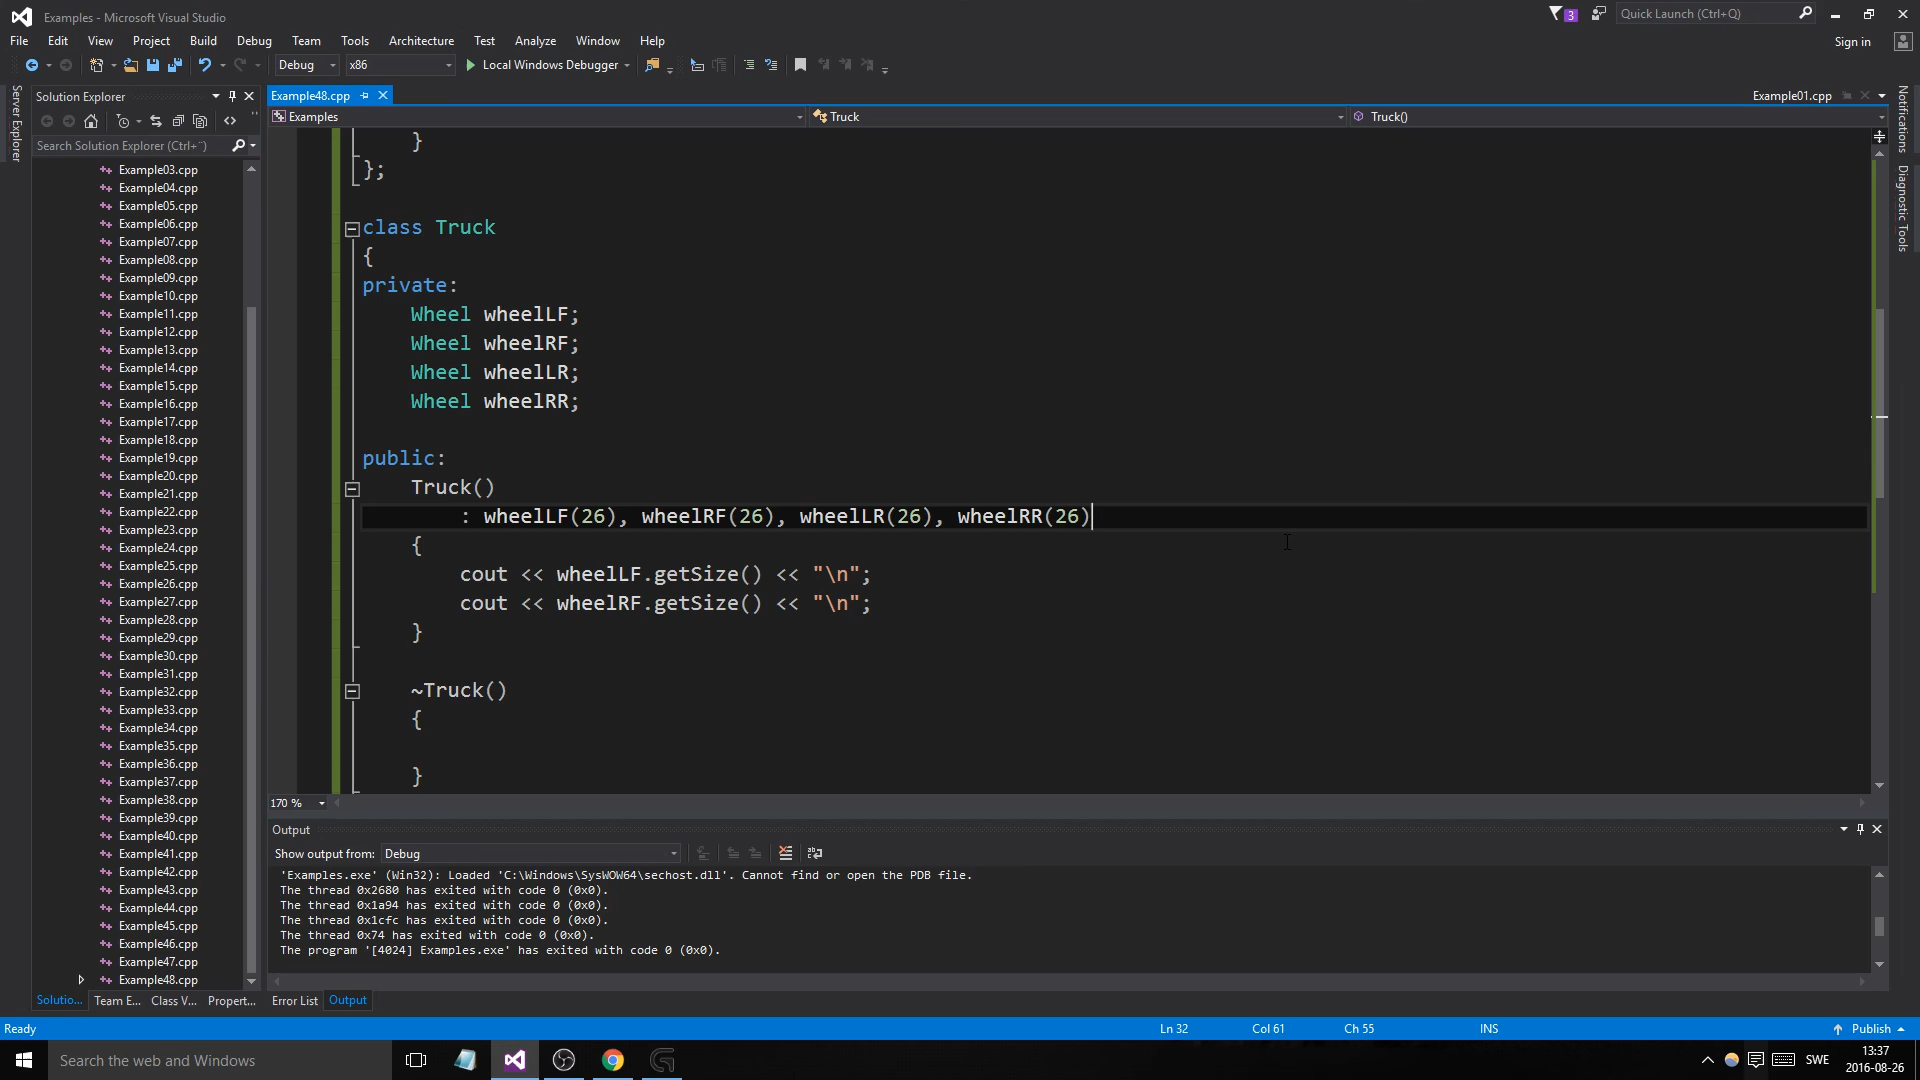 Examples - Microsoft Visual Studio
3
Quick Launch (Ctrl+Q)
File Edit View Project Build Debug Team Tools Architecture Test Analyze Window Help
Sign in
Debug x86 Local Windows Debugger
Server Explorer
Solution Explorer
Example48.cpp
Example01.cpp
Examples Truck Truck()
Search Solution Explorer (Ctrl+¨)
Example03.cpp
Example04.cpp
Example05.cpp
Example06.cpp
Example07.cpp
Example08.cpp
Example09.cpp
Example10.cpp
Example11.cpp
Example12.cpp
Example13.cpp
Example14.cpp
Example15.cpp
Example16.cpp
Example17.cpp
Example18.cpp
Example19.cpp
Example20.cpp
Example21.cpp
Example22.cpp
Example23.cpp
Example24.cpp
Example25.cpp
Example26.cpp
Example27.cpp
Example28.cpp
Example29.cpp
Example30.cpp
Example31.cpp
Example32.cpp
Example33.cpp
Example34.cpp
Example35.cpp
Example36.cpp
Example37.cpp
Example38.cpp
Example39.cpp
Example40.cpp
Example41.cpp
Example42.cpp
Example43.cpp
Example44.cpp
Example45.cpp
Example46.cpp
Example47.cpp
Example48.cpp
Solutio... Team E... Class V... Propert...
}
};
class Truck
{
private:
Wheel wheelLF;
Wheel wheelRF;
Wheel wheelLR;
Wheel wheelRR;
public:
Truck()
: wheelLF(26), wheelRF(26), wheelLR(26), wheelRR(26)
{
cout << wheelLF.getSize() << "\n";
cout << wheelRF.getSize() << "\n";
}
~Truck()
{
}
170 %
Notifications
Diagnostic Tools
Output
Show output from: Debug
'Examples.exe' (Win32): Loaded 'C:\Windows\SysWOW64\sechost.dll'. Cannot find or open the PDB file.
The thread 0x2680 has exited with code 0 (0x0).
The thread 0x1a94 has exited with code 0 (0x0).
The thread 0x1cfc has exited with code 0 (0x0).
The thread 0x74 has exited with code 0 (0x0).
The program '[4024] Examples.exe' has exited with code 0 (0x0).
Error List Output
Ready Ln 32 Col 61 Ch 55 INS Publish
Search the web and Windows
SWE
13:37
2016-08-26